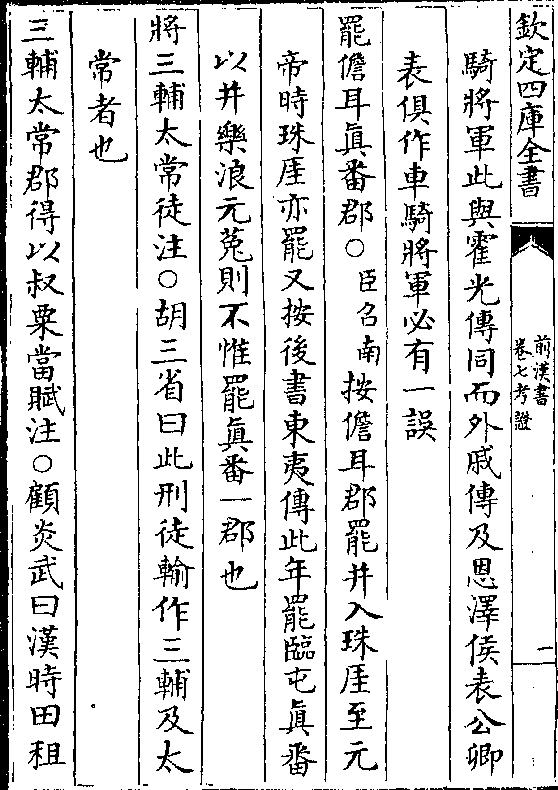 欽定四庫全書
前漢書
卷七考證
二
騎將軍此與霍光傳同而外戚傳及恩澤侯表公卿
表俱作車騎將軍必有一誤
罷儋耳眞番郡○臣召南按儋耳郡罷并入珠厓至元
帝時珠厓亦罷又按後書東夷傳此年罷臨屯眞番
以并樂浪元菟則不惟罷眞番一郡也
將三輔太常徒注○胡三省曰此刑徒輸作三輔及太
常者也
三輔太常郡得以叔粟當賦注○顧炎武曰漢時田租